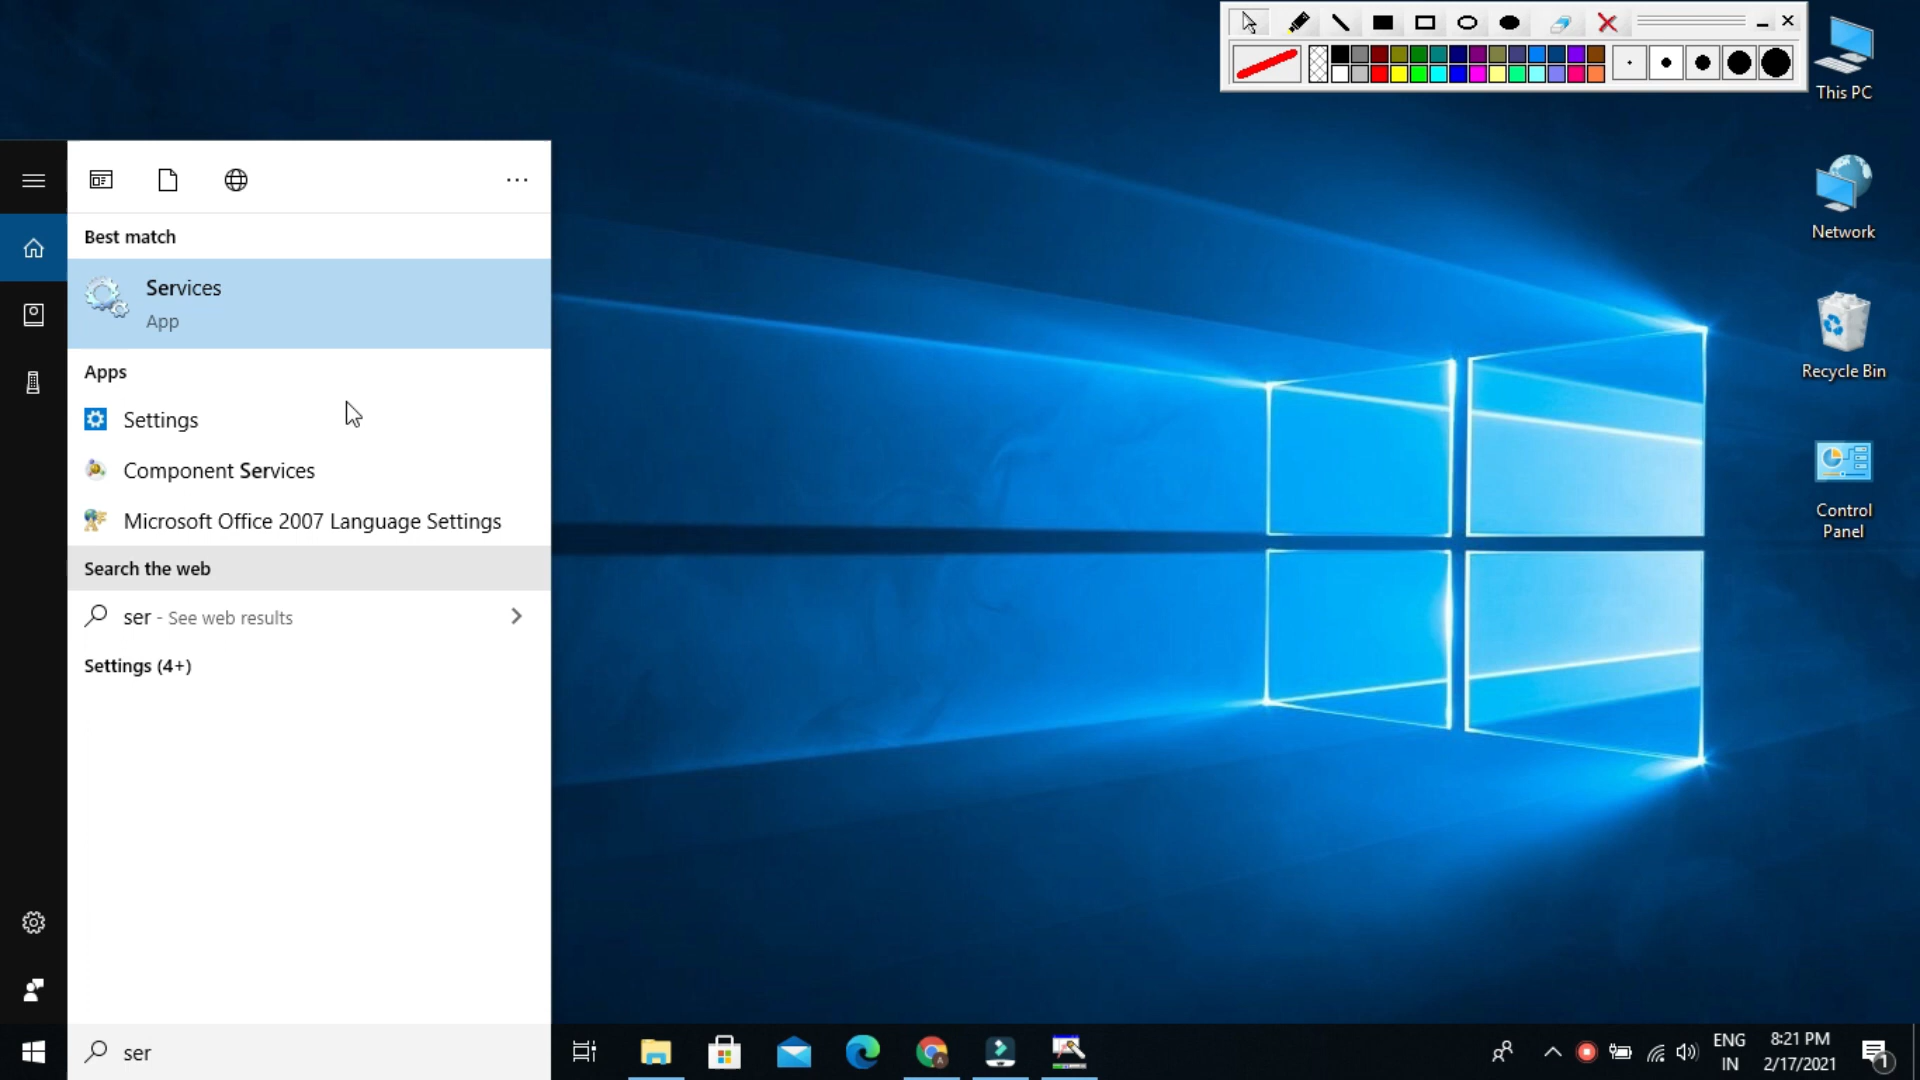 This PC
Network
Recycle Bin
Control
Panel
Best match
Services
App
Apps
Settings
Component Services
Microsoft Office 2007 Language Settings
Search the web
ser - See web results
Settings (4+)
ser
ENG
IN
8:21 PM
2/17/2021
1